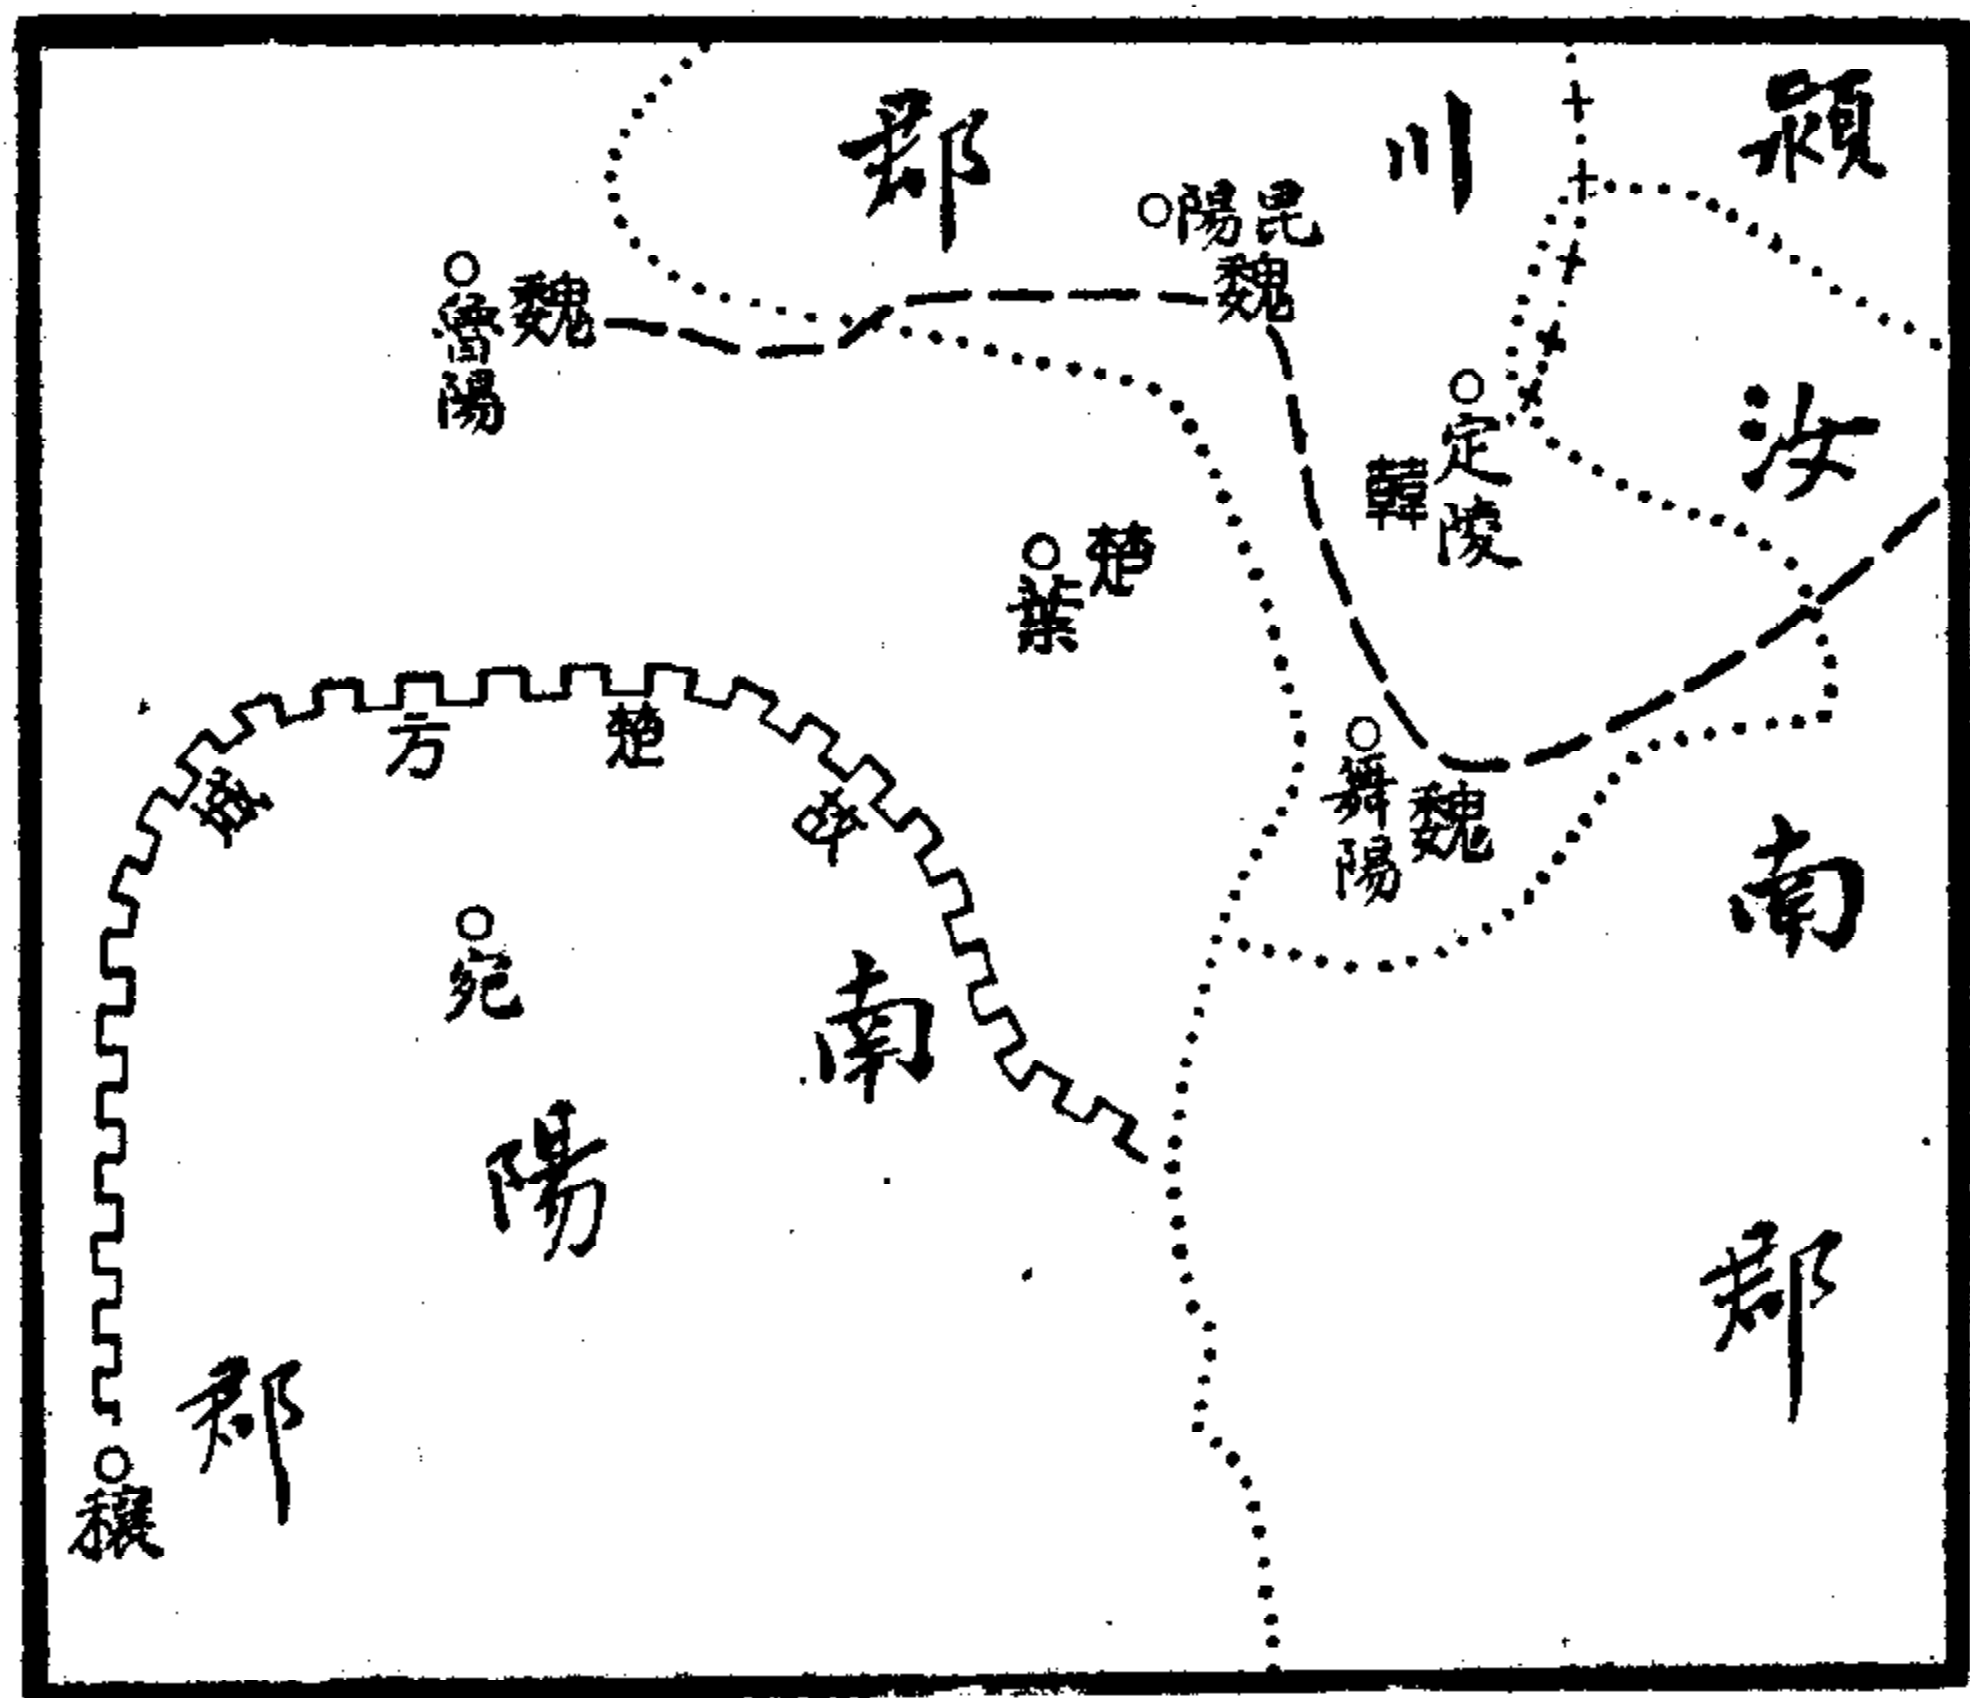 潁川郡
昆陽
魏
魯陽
魏
定陵
韓
葉
楚
舞陽
魏
汝南郡
楚方城
宛
南陽郡
穰